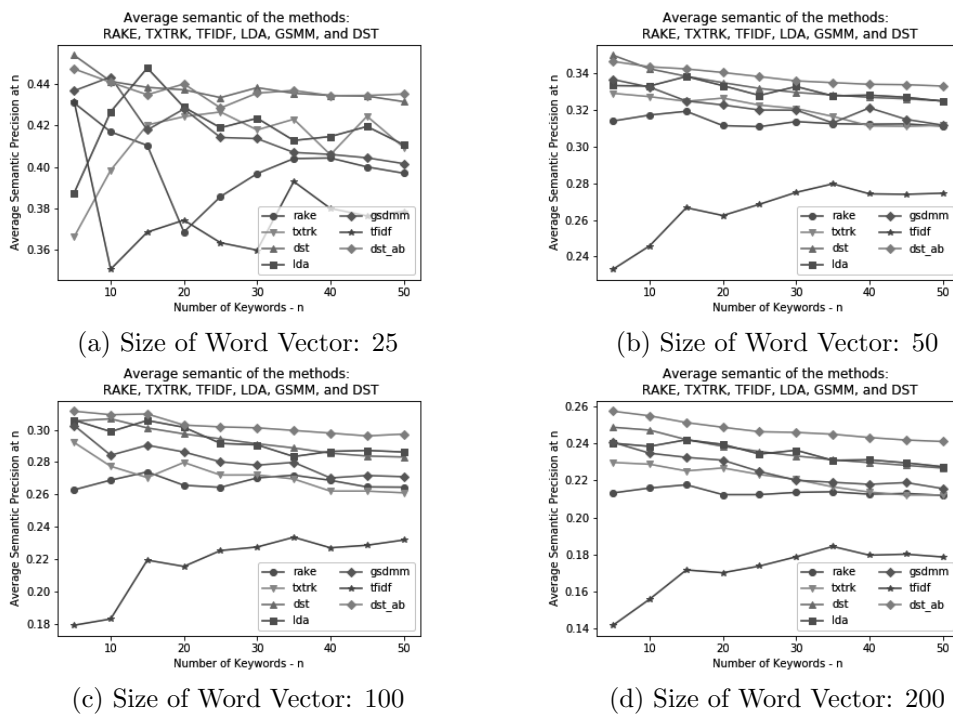 Average semantic of the methods:
RAKE, TXTRK, TFIDF, LDA, GSMM, and DST
Average Semantic Precision at n
0.44
0.42
0.40
0.38
0.36
10
20
30
40
50
Number of Keywords - n
rake
txtrk
dst
lda
gsdmm
tfidf
dst_ab
(a) Size of Word Vector: 25
Average semantic of the methods:
RAKE, TXTRK, TFIDF, LDA, GSMM, and DST
Average Semantic Precision at n
0.34
0.32
0.30
0.28
0.26
0.24
10
20
30
40
50
Number of Keywords - n
rake
txtrk
dst
lda
gsdmm
tfidf
dst_ab
(b) Size of Word Vector: 50
Average semantic of the methods:
RAKE, TXTRK, TFIDF, LDA, GSMM, and DST
Average Semantic Precision at n
0.30
0.28
0.26
0.24
0.22
0.20
0.18
10
20
30
40
50
Number of Keywords - n
rake
txtrk
dst
lda
gsdmm
tfidf
dst_ab
(c) Size of Word Vector: 100
Average semantic of the methods:
RAKE, TXTRK, TFIDF, LDA, GSMM, and DST
Average Semantic Precision at n
0.26
0.24
0.22
0.20
0.18
0.16
0.14
10
20
30
40
50
Number of Keywords - n
rake
txtrk
dst
lda
gsdmm
tfidf
dst_ab
(d) Size of Word Vector: 200